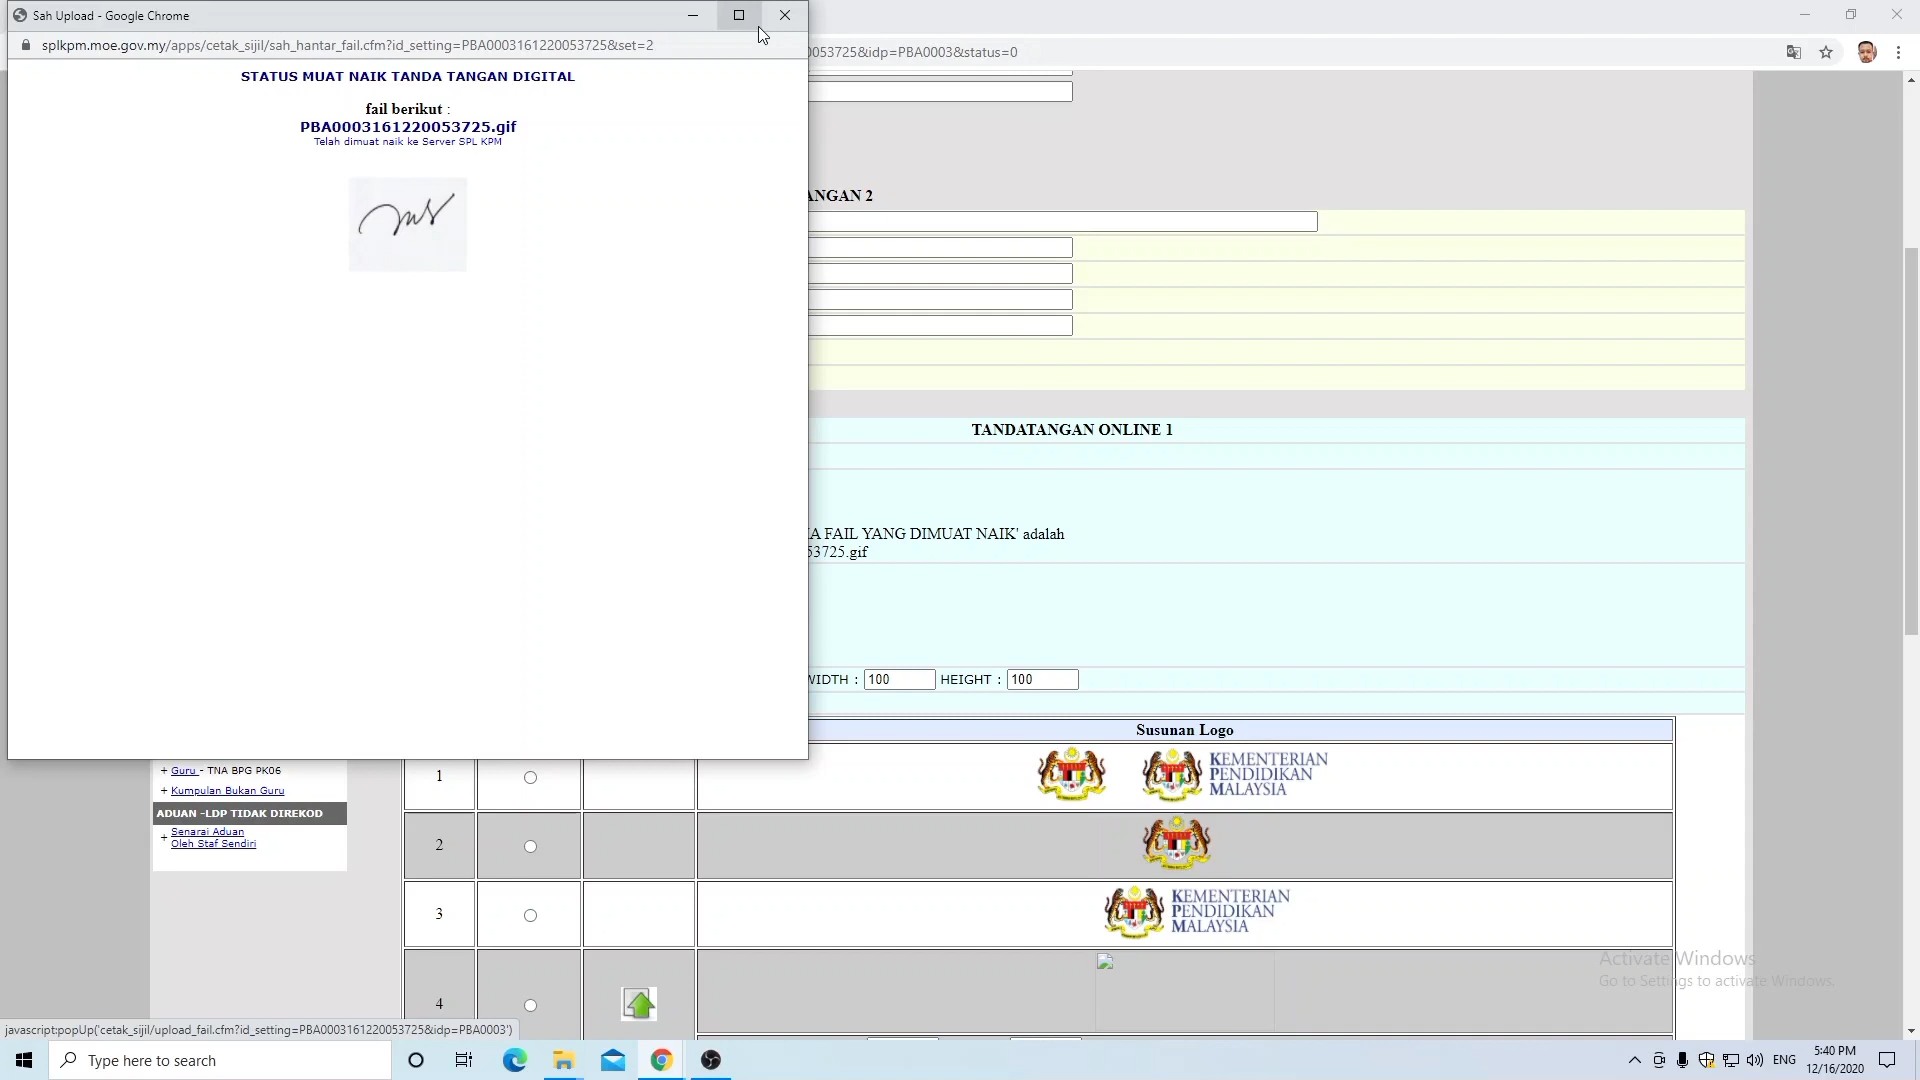 Sah Upload - Google Chrome
splkpm.moe.gov.my/apps/cetak_sijil/sah_hantar_fail.cfm?id_setting=PBA0003161220053725&set=2
053725&idp=PBA0003&status=0
STATUS MUAT NAIK TANDA TANGAN DIGITAL
fail berikut :
PBA0003161220053725.gif
Telah dimuat naik ke Server SPL KPM
ANGAN 2
TANDATANGAN ONLINE 1
A FAIL YANG DIMUAT NAIK' adalah
53725.gif
WIDTH : 100 HEIGHT : 100
Susunan Logo
+ Guru - TNA BPG PK06
+ Kumpulan Bukan Guru
ADUAN -LDP TIDAK DIREKOD
+ Senarai Aduan
Oleh Staf Sendiri
1
KEMENTERIAN
PENDIDIKAN
MALAYSIA
2
3
KEMENTERIAN
PENDIDIKAN
MALAYSIA
4
Activate Windows
Go to Settings to activate Windows.
javascript:popUp('cetak_sijil/upload_fail.cfm?id_setting=PBA0003161220053725&idp=PBA0003')
Type here to search
ENG
5:40 PM
12/16/2020